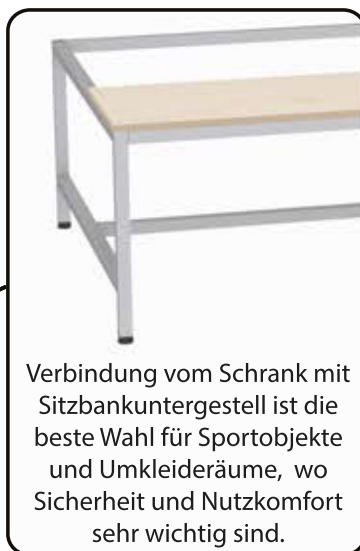 Verbindung vom Schrank mit
Sitzbankuntergestell ist die
beste Wahl für Sportobjekte
und Umkleideräume, wo
Sicherheit und Nutzkomfort
sehr wichtig sind.